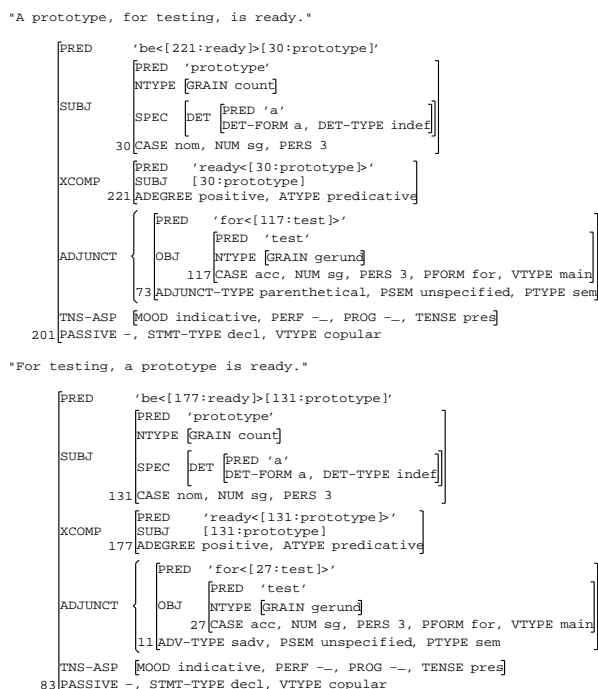 "A prototype, for testing, is ready."
PRED 'be<[221:ready]>[30:prototype]'
PRED 'prototype'
NTYPE GRAIN count
SUBJ
SPEC DET PRED 'a'
DET-FORM a, DET-TYPE indef
30 CASE nom, NUM sg, PERS 3
PRED 'ready<[30:prototype]>'
XCOMP SUBJ [30:prototype]
221 ADEGREE positive, ATYPE predicative
PRED 'for<[117:test]>'
PRED 'test'
ADJUNCT OBJ NTYPE GRAIN gerund
117 CASE acc, NUM sg, PERS 3, PFORM for, VTYPE main
73 ADJUNCT-TYPE parenthetical, PSEM unspecified, PTYPE sem
TNS-ASP MOOD indicative, PERF -_, PROG -_, TENSE pres
201 PASSIVE -, STMT-TYPE decl, VTYPE copular
"For testing, a prototype is ready."
PRED 'be<[177:ready]>[131:prototype]'
PRED 'prototype'
NTYPE GRAIN count
SUBJ
SPEC DET PRED 'a'
DET-FORM a, DET-TYPE indef
131 CASE nom, NUM sg, PERS 3
PRED 'ready<[131:prototype]>'
XCOMP SUBJ [131:prototype]
177 ADEGREE positive, ATYPE predicative
PRED 'for<[27:test]>'
PRED 'test'
ADJUNCT OBJ NTYPE GRAIN gerund
27 CASE acc, NUM sg, PERS 3, PFORM for, VTYPE main
11 ADV-TYPE sadv, PSEM unspecified, PTYPE sem
TNS-ASP MOOD indicative, PERF -_, PROG -_, TENSE pres
83 PASSIVE -, STMT-TYPE decl, VTYPE copular